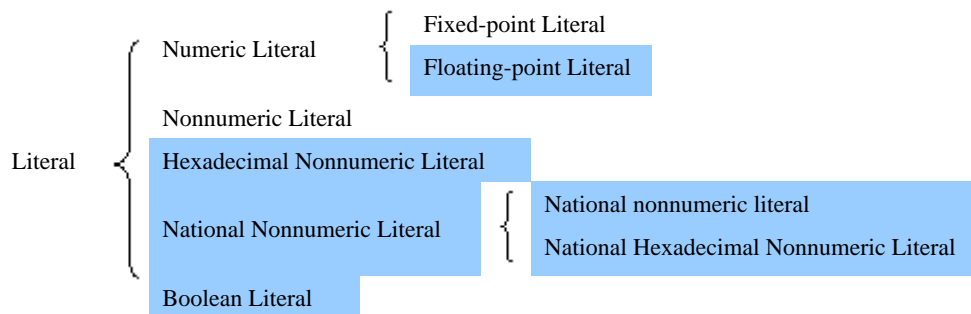 Fixed-point Literal
Numeric Literal
Floating-point Literal
Nonnumeric Literal
Literal
Hexadecimal Nonnumeric Literal
National nonnumeric literal
National Nonnumeric Literal
National Hexadecimal Nonnumeric Literal
Boolean Literal